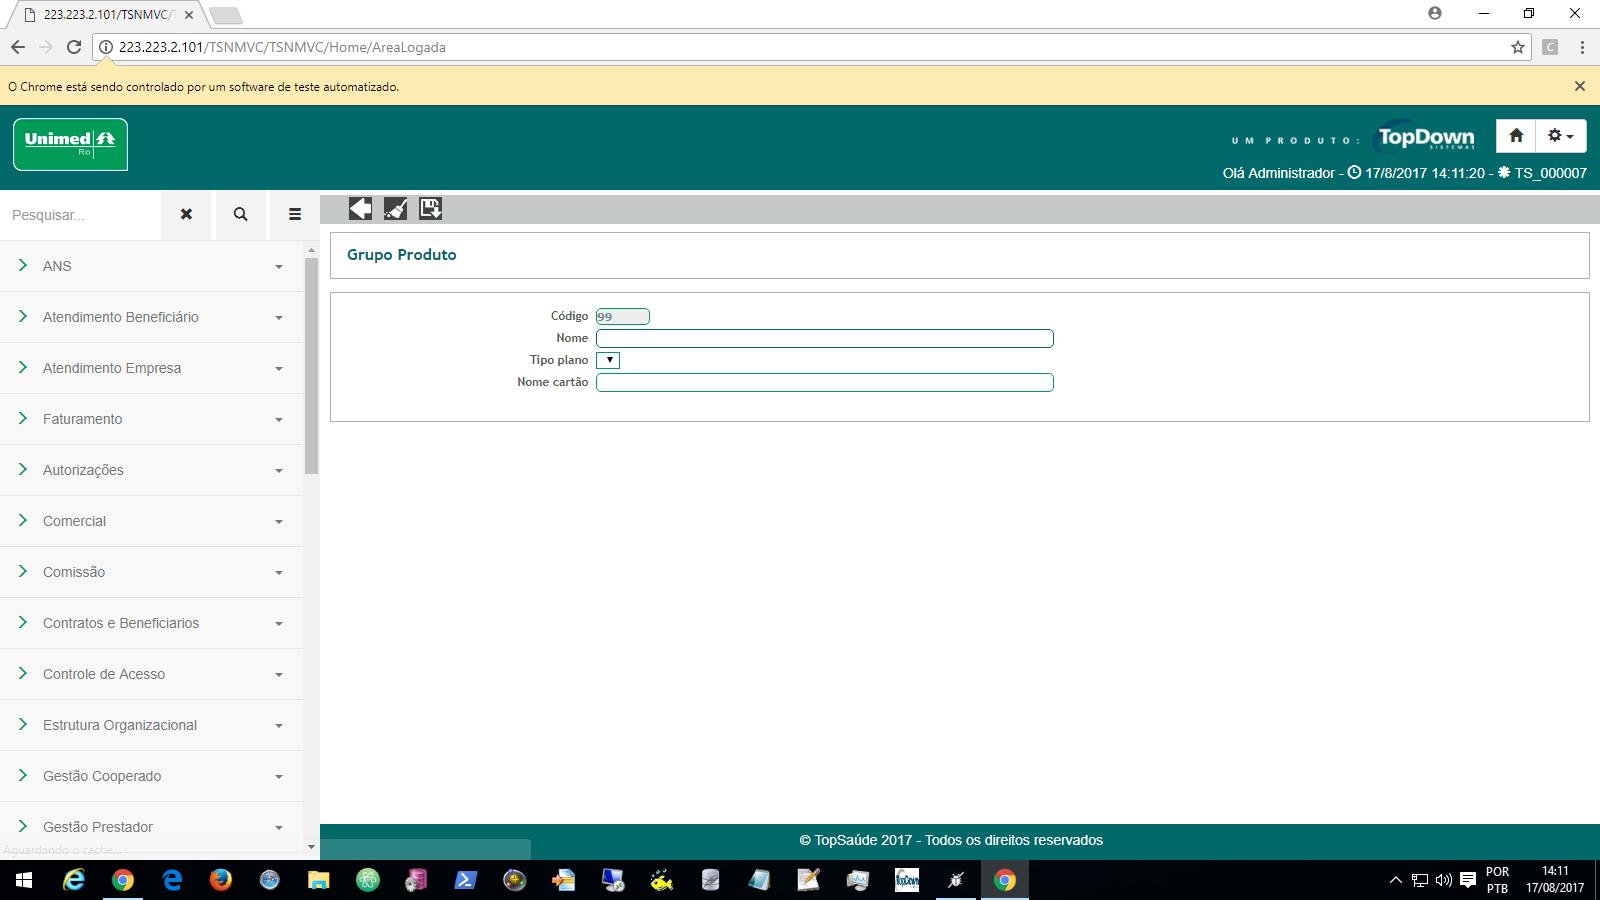 223.223.2.101/TSNMVC/
223.223.2.101/TSNMVC/TSNMVC/Home/AreaLogada
C
O Chrome está sendo controlado por um software de teste automatizado.
Unimed
Rio
UM PRODUTO:
TopDown
SISTEMAS
Olá Administrador - 17/8/2017 14:11:20 - TS_000007
Pesquisar...
ANS
Atendimento Beneficiário
Atendimento Empresa
Faturamento
Autorizações
Comercial
Comissão
Contratos e Beneficiarios
Controle de Acesso
Estrutura Organizacional
Gestão Cooperado
Gestão Prestador
Aguardando o cache...
Grupo Produto
Código 99
Nome
Tipo plano
Nome cartão
© TopSaúde 2017 - Todos os direitos reservados
TopDown
POR
PTB
14:11
17/08/2017